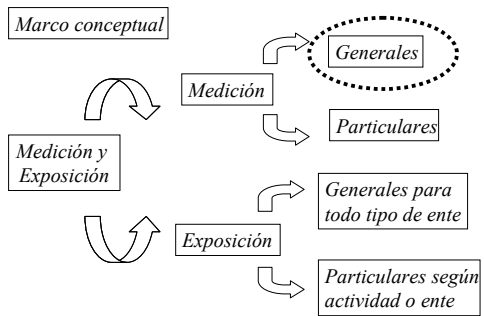 Marco conceptual
Generales
Medición
Particulares
Medición y
Exposición
Generales para
todo tipo de ente
Exposición
Particulares según
actividad o ente